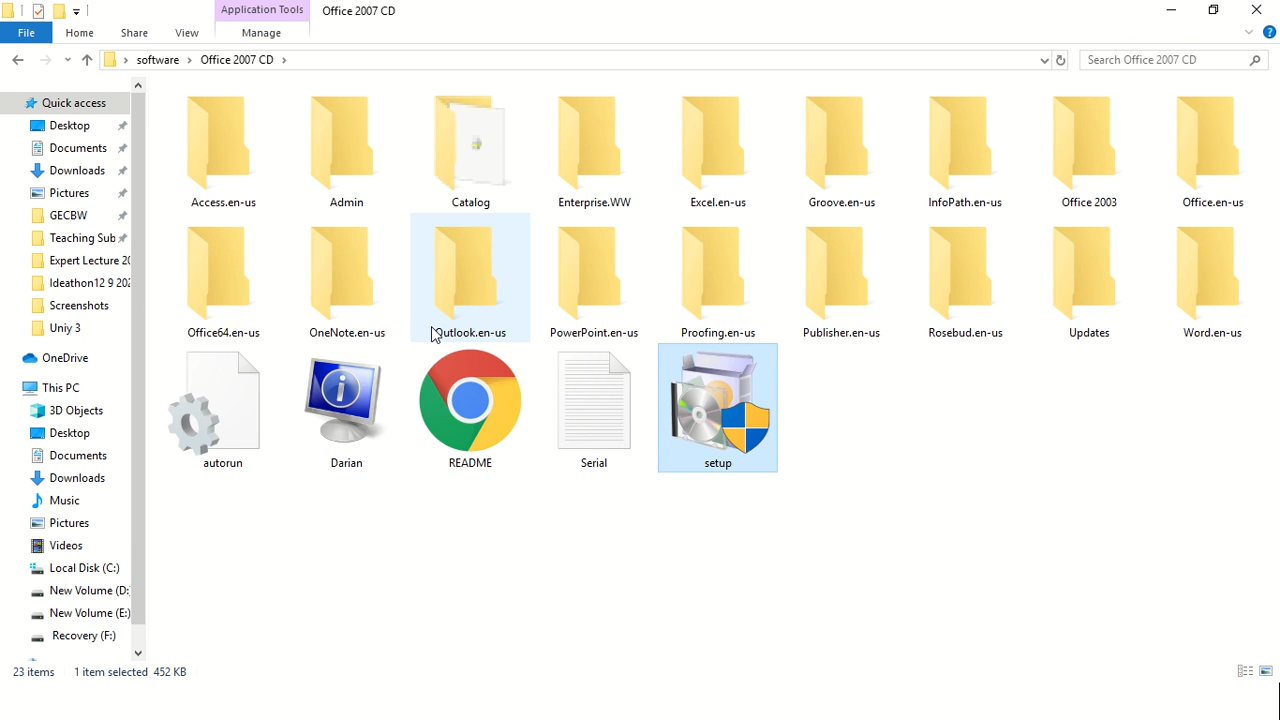 Application Tools Office 2007 CD
File Home Share View Manage
software Office 2007 CD Search Office 2007 CD
Quick access
Desktop
Documents
Downloads
Pictures
GECBW
Teaching Sub
Expert Lecture 20
Ideathon12 9 202
Screenshots
Uniy 3
OneDrive
This PC
3D Objects
Desktop
Documents
Downloads
Music
Pictures
Videos
Local Disk (C:)
New Volume (D:
New Volume (E:)
Recovery (F:)
Access.en-us Admin Catalog Enterprise.WW Excel.en-us Groove.en-us InfoPath.en-us Office 2003 Office.en-us
Office64.en-us OneNote.en-us Outlook.en-us PowerPoint.en-us Proofing.en-us Publisher.en-us Rosebud.en-us Updates Word.en-us
autorun Darian README Serial setup
23 items 1 item selected 452 KB